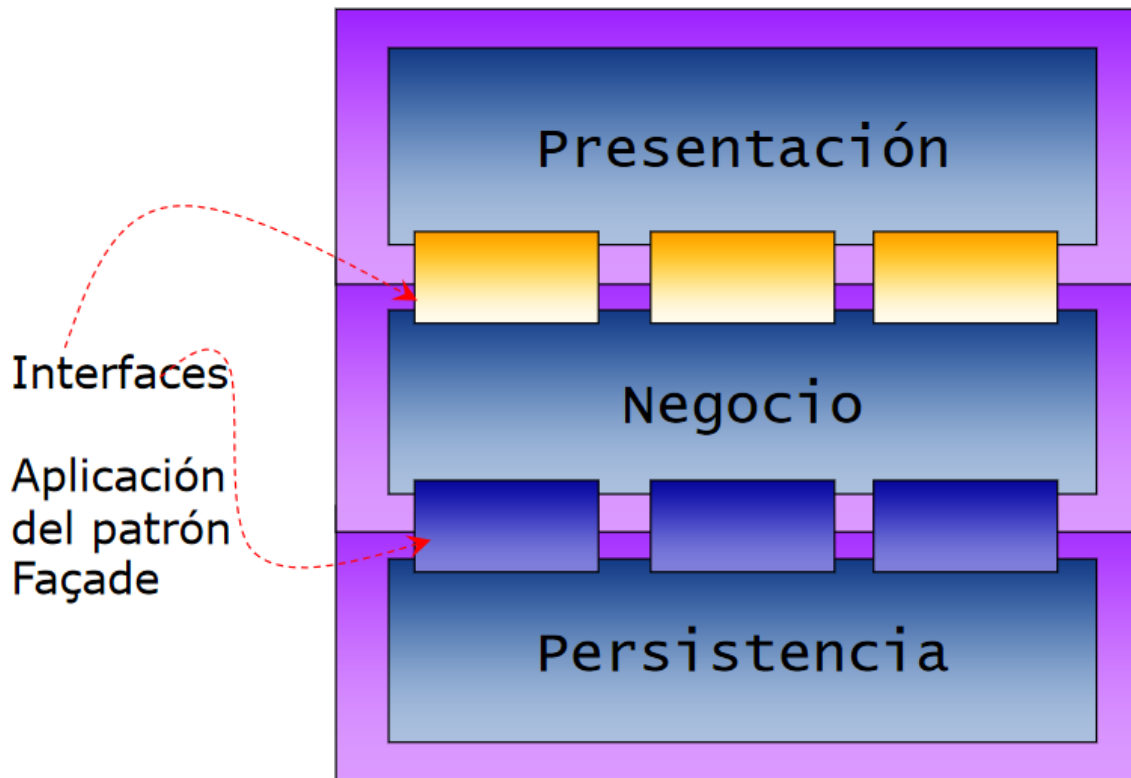 Presentación
Interfaces
Negocio
Aplicación
del patrón
Façade
Persistencia